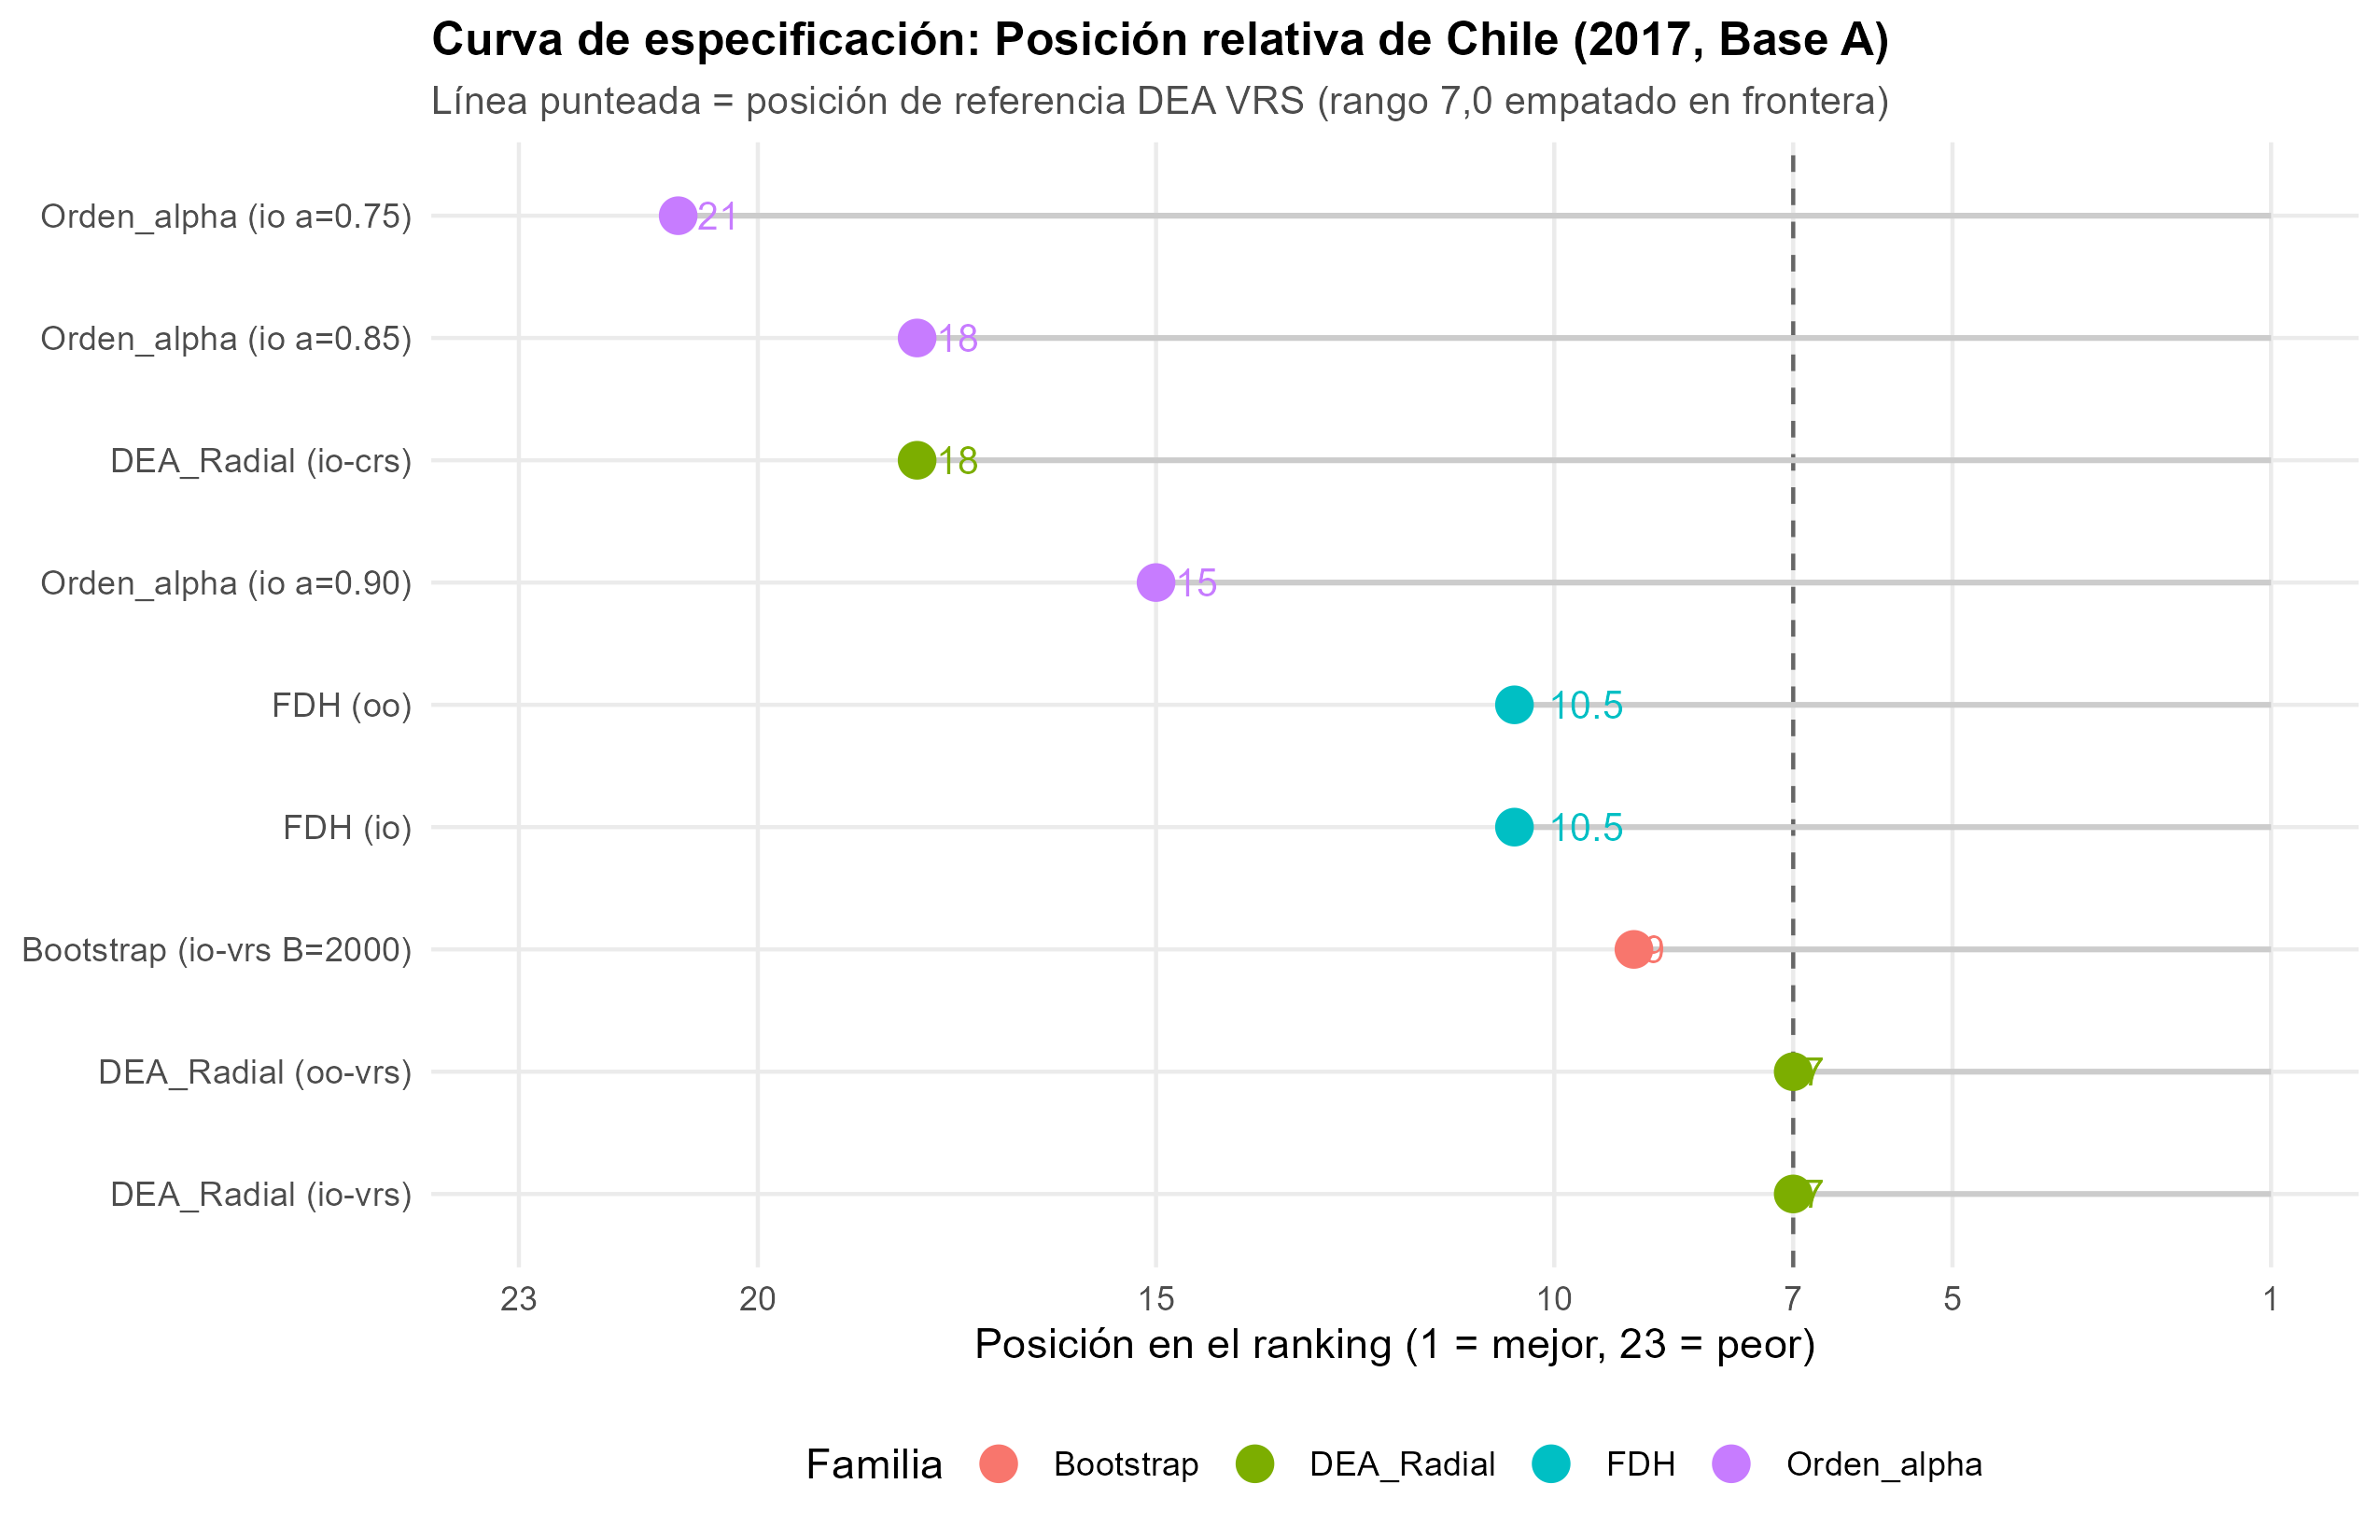 Curva de especificación: Posición relativa de Chile (2017, Base A)
Línea punteada = posición de referencia DEA VRS (rango 7,0 empatado en frontera)
Orden_alpha (io a=0.75)
21
Orden_alpha (io a=0.85)
18
DEA_Radial (io-crs)
18
Orden_alpha (io a=0.90)
15
FDH (oo)
10.5
FDH (io)
10.5
Bootstrap (io-vrs B=2000)
9
DEA_Radial (oo-vrs)
7
DEA_Radial (io-vrs)
7
23 20 15 10 7 5 1
Posición en el ranking (1 = mejor, 23 = peor)
Familia Bootstrap DEA_Radial FDH Orden_alpha